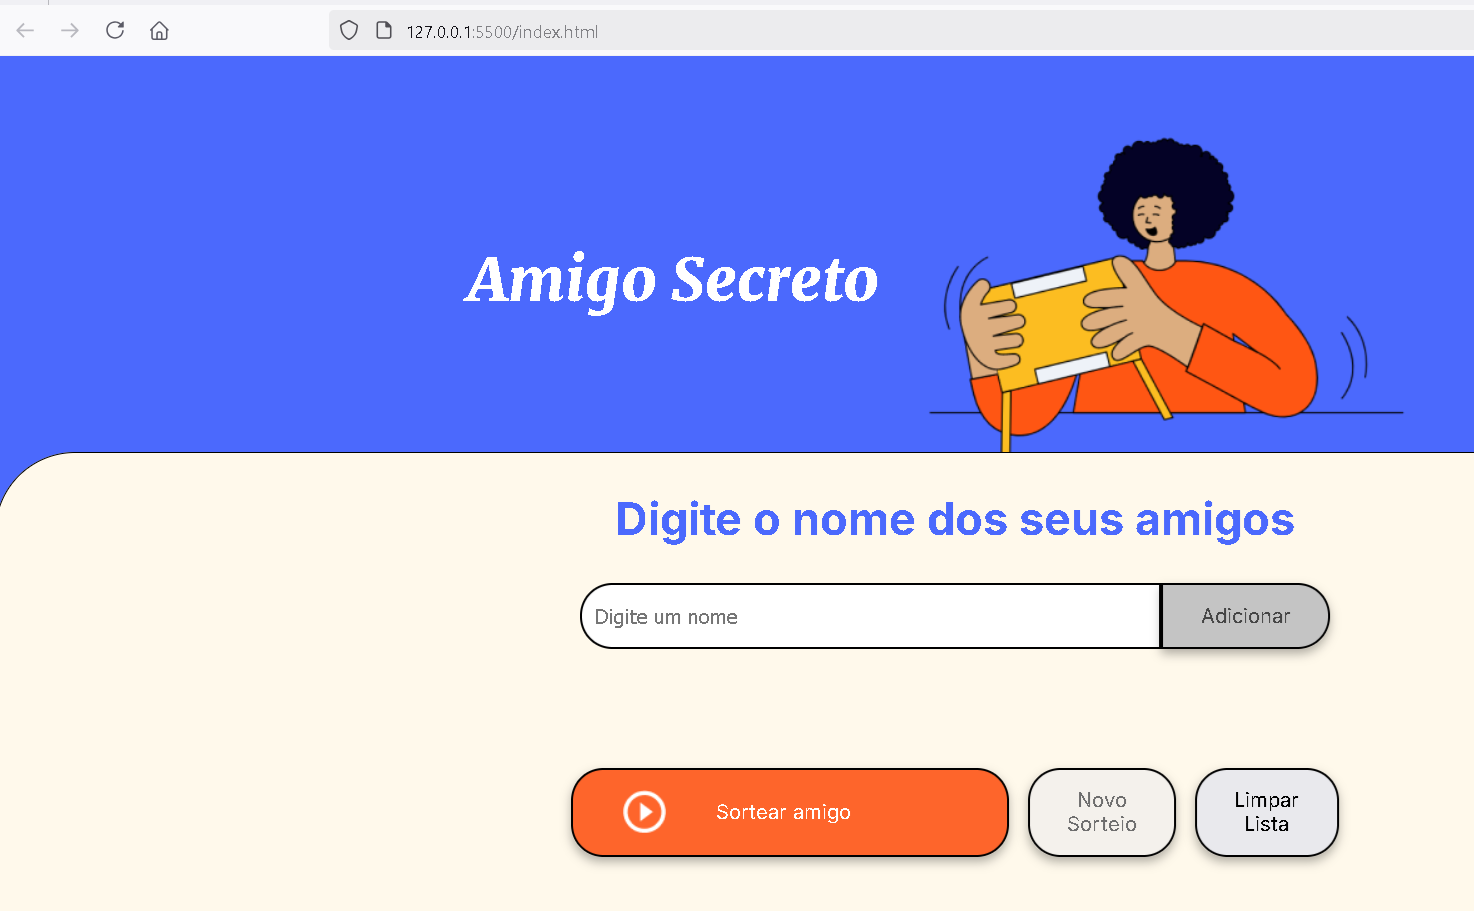 127.0.0.1:5500/index.html
Amigo Secreto
Digite o nome dos seus amigos
Digite um nome
Adicionar
Sortear amigo
Novo
Sorteio
Limpar
Lista